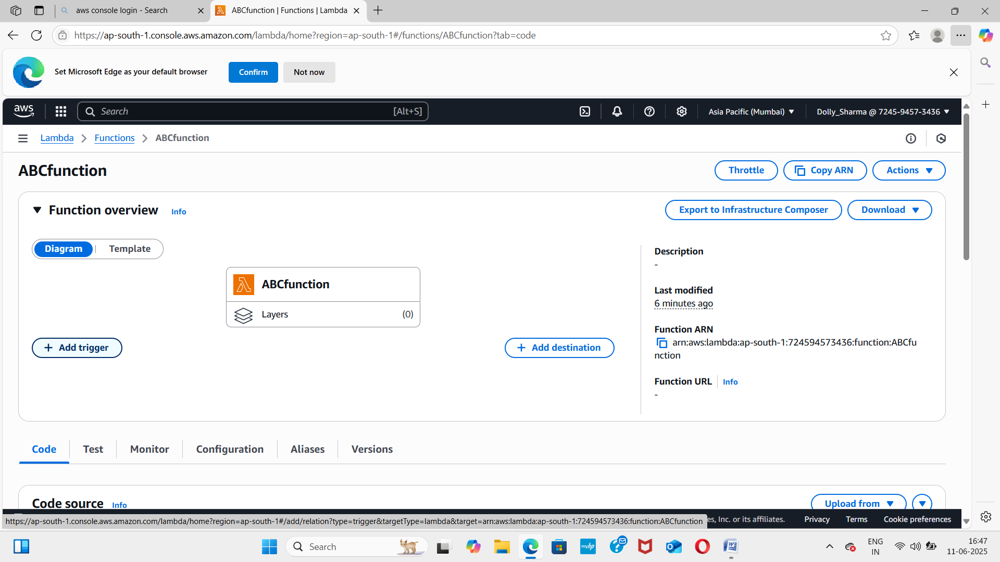 aws console login - Search
ABCfunction | Functions | Lambda
https://ap-south-1.console.aws.amazon.com/lambda/home?region=ap-south-1#/functions/ABCfunction?tab=code
Set Microsoft Edge as your default browser
Confirm
Not now
aws
Search
[Alt+S]
Asia Pacific (Mumbai)
Dolly_Sharma @ 7245-9457-3436
Lambda
Functions
ABCfunction
ABCfunction
Throttle
Copy ARN
Actions
Function overview
Info
Export to Infrastructure Composer
Download
Diagram
Template
ABCfunction
Layers
(0)
Add trigger
Add destination
Description
-
Last modified
6 minutes ago
Function ARN
arn:aws:lambda:ap-south-1:724594573436:function:ABCfu
nction
Function URL
Info
-
Code
Test
Monitor
Configuration
Aliases
Versions
Code source
Info
Upload from
https://ap-south-1.console.aws.amazon.com/lambda/home?region=ap-south-1#/add/relation?type=trigger&targetType=lambda&target=arn:aws:lambda:ap-south-1:724594573436:function:ABCfunction
es, Inc. or its affiliates.
Privacy
Terms
Cookie preferences
Search
myhp
ENG
IN
16:47
11-06-2025